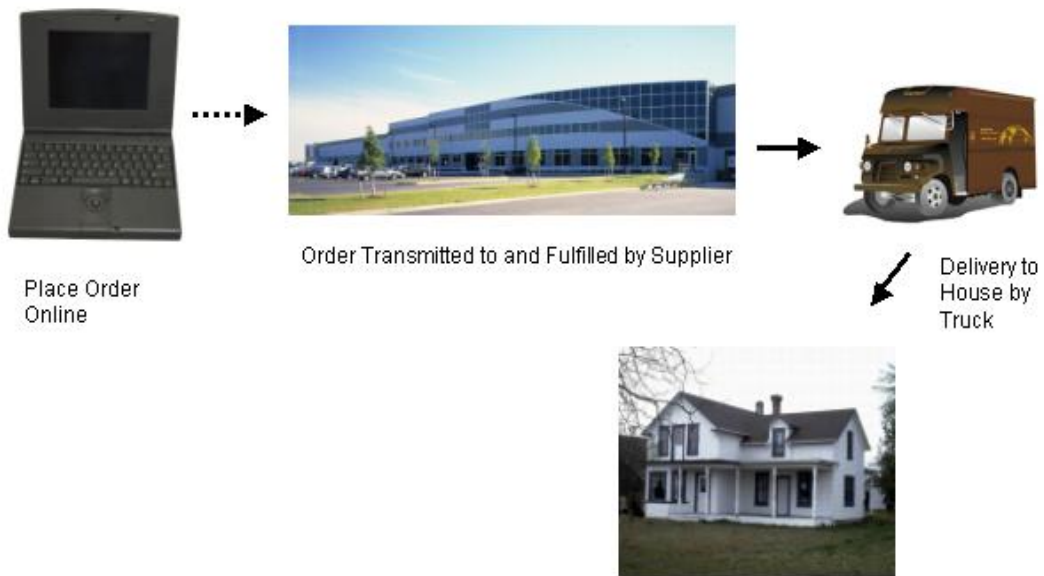 Place Order
Online
Order Transmitted to and Fulfilled by Supplier
Delivery to
House by
Truck